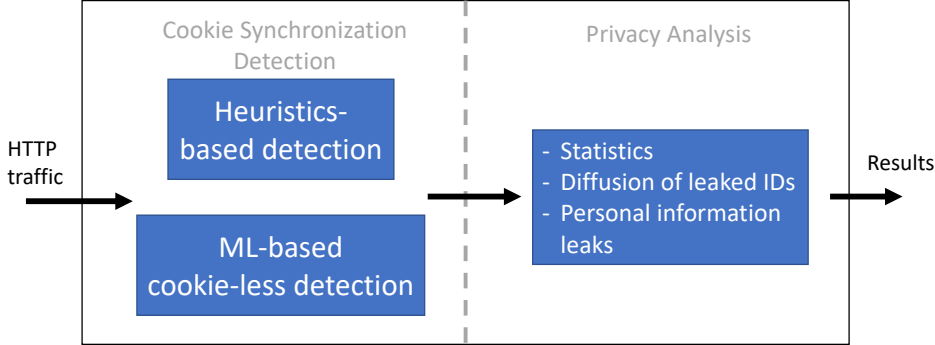 Cookie Synchronization
Detection
Privacy Analysis
HTTP
traffic
Heuristics-
based detection
ML-based
cookie-less detection
- Statistics
- Diffusion of leaked IDs
- Personal information
leaks
Results